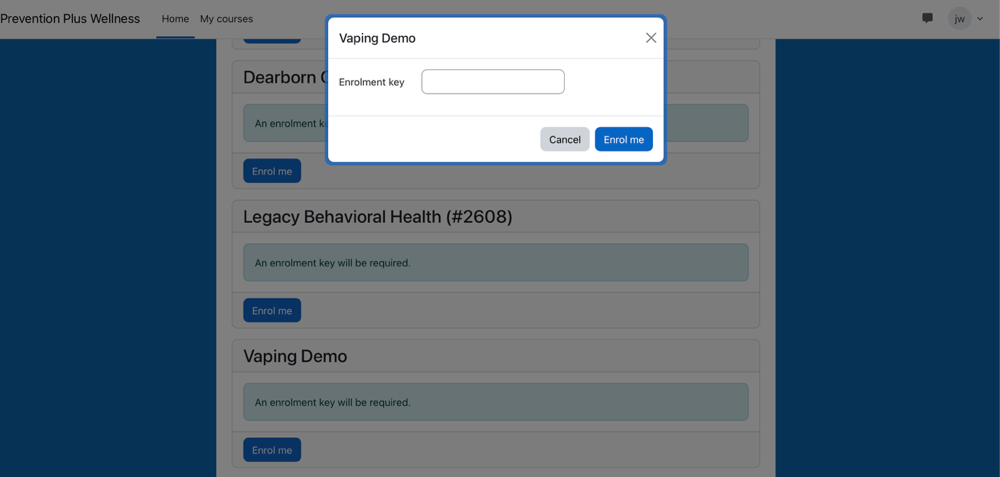 Prevention Plus Wellness
Home
My courses
jw
Vaping Demo
Enrolment key
Cancel
Enrol me
Dearborn
An enrolment
Enrol me
Legacy Behavioral Health (#2608)
An enrolment key will be required.
Enrol me
Vaping Demo
An enrolment key will be required.
Enrol me